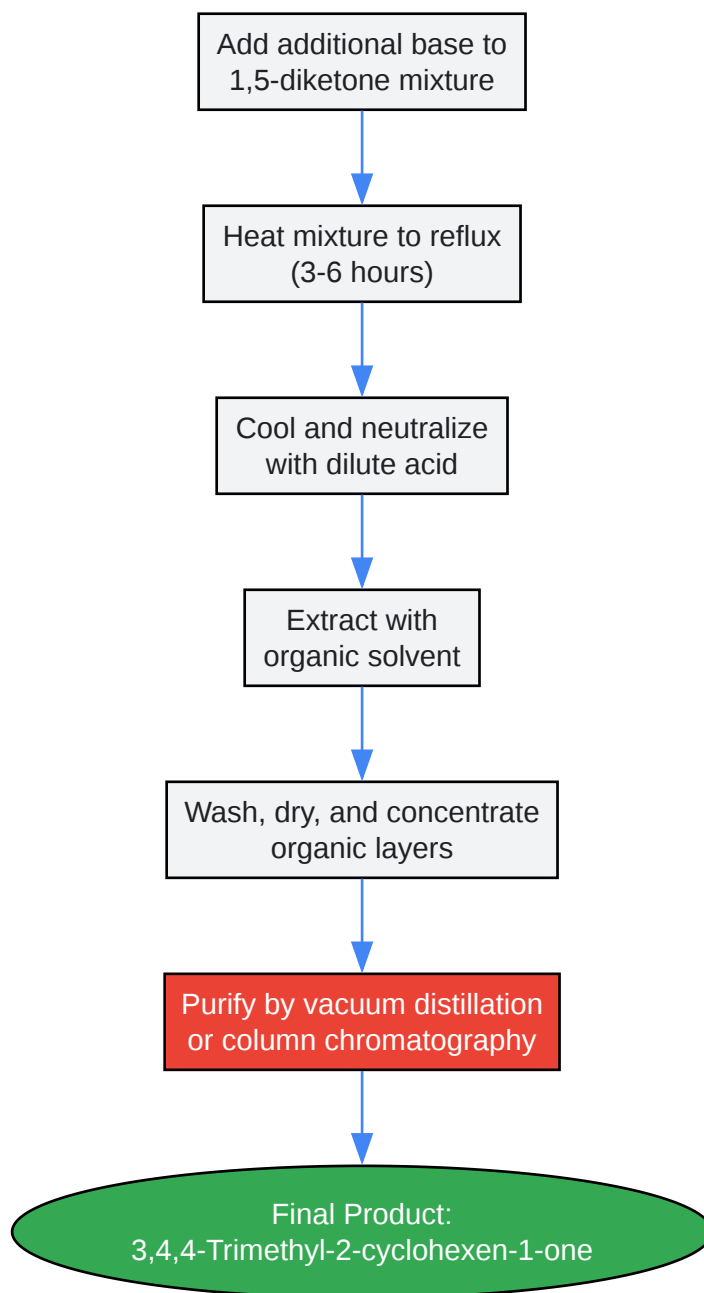 Add additional base to
1,5-diketone mixture
Heat mixture to reflux
(3-6 hours)
Cool and neutralize
with dilute acid
Extract with
organic solvent
Wash, dry, and concentrate
organic layers
Purify by vacuum distillation
or column chromatography
Final Product:
3,4,4-Trimethyl-2-cyclohexen-1-one